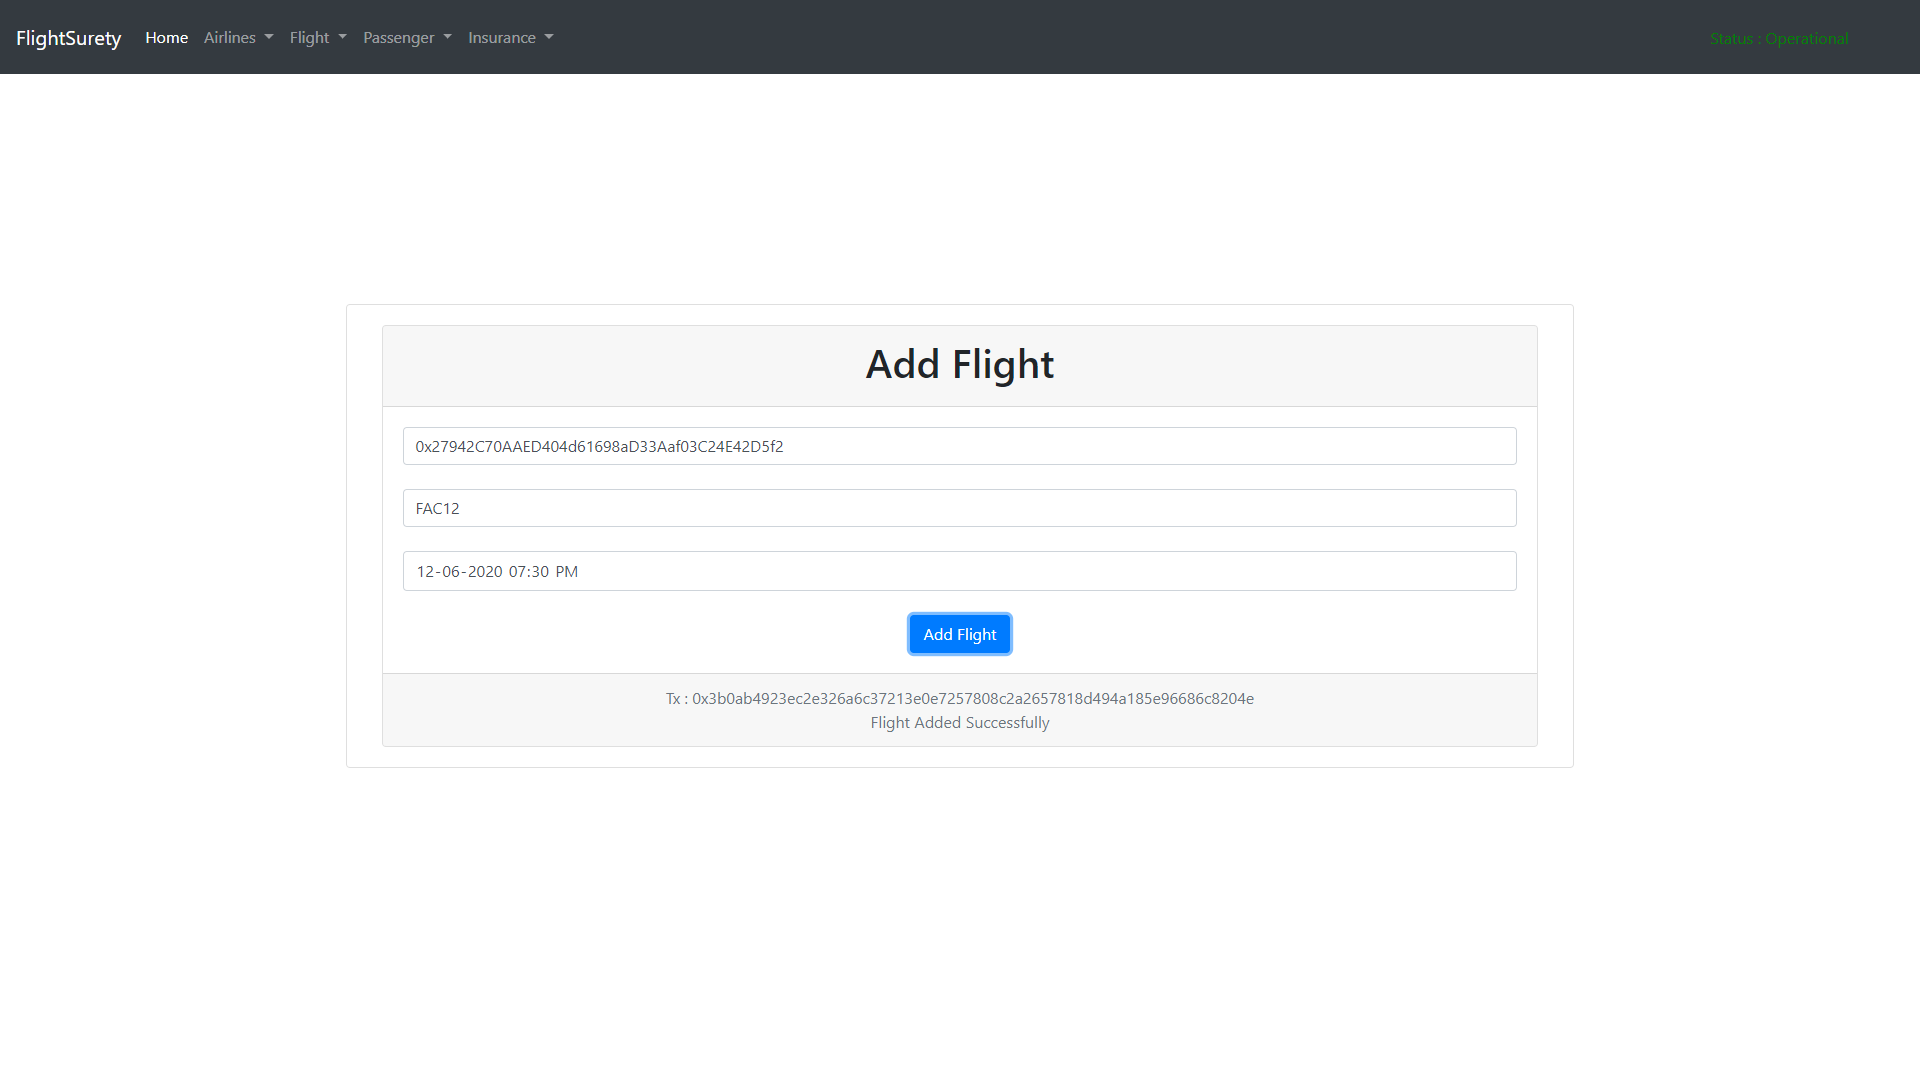 FlightSurety Home Airlines Flight Passenger Insurance Status : Operational
Add Flight
0x27942C70AAED404d61698aD33Aaf03C24E42D5f2
FAC12
12-06-2020 07:30 PM
Add Flight
Tx : 0x3b0ab4923ec2e326a6c37213e0e7257808c2a2657818d494a185e96686c8204e
Flight Added Successfully